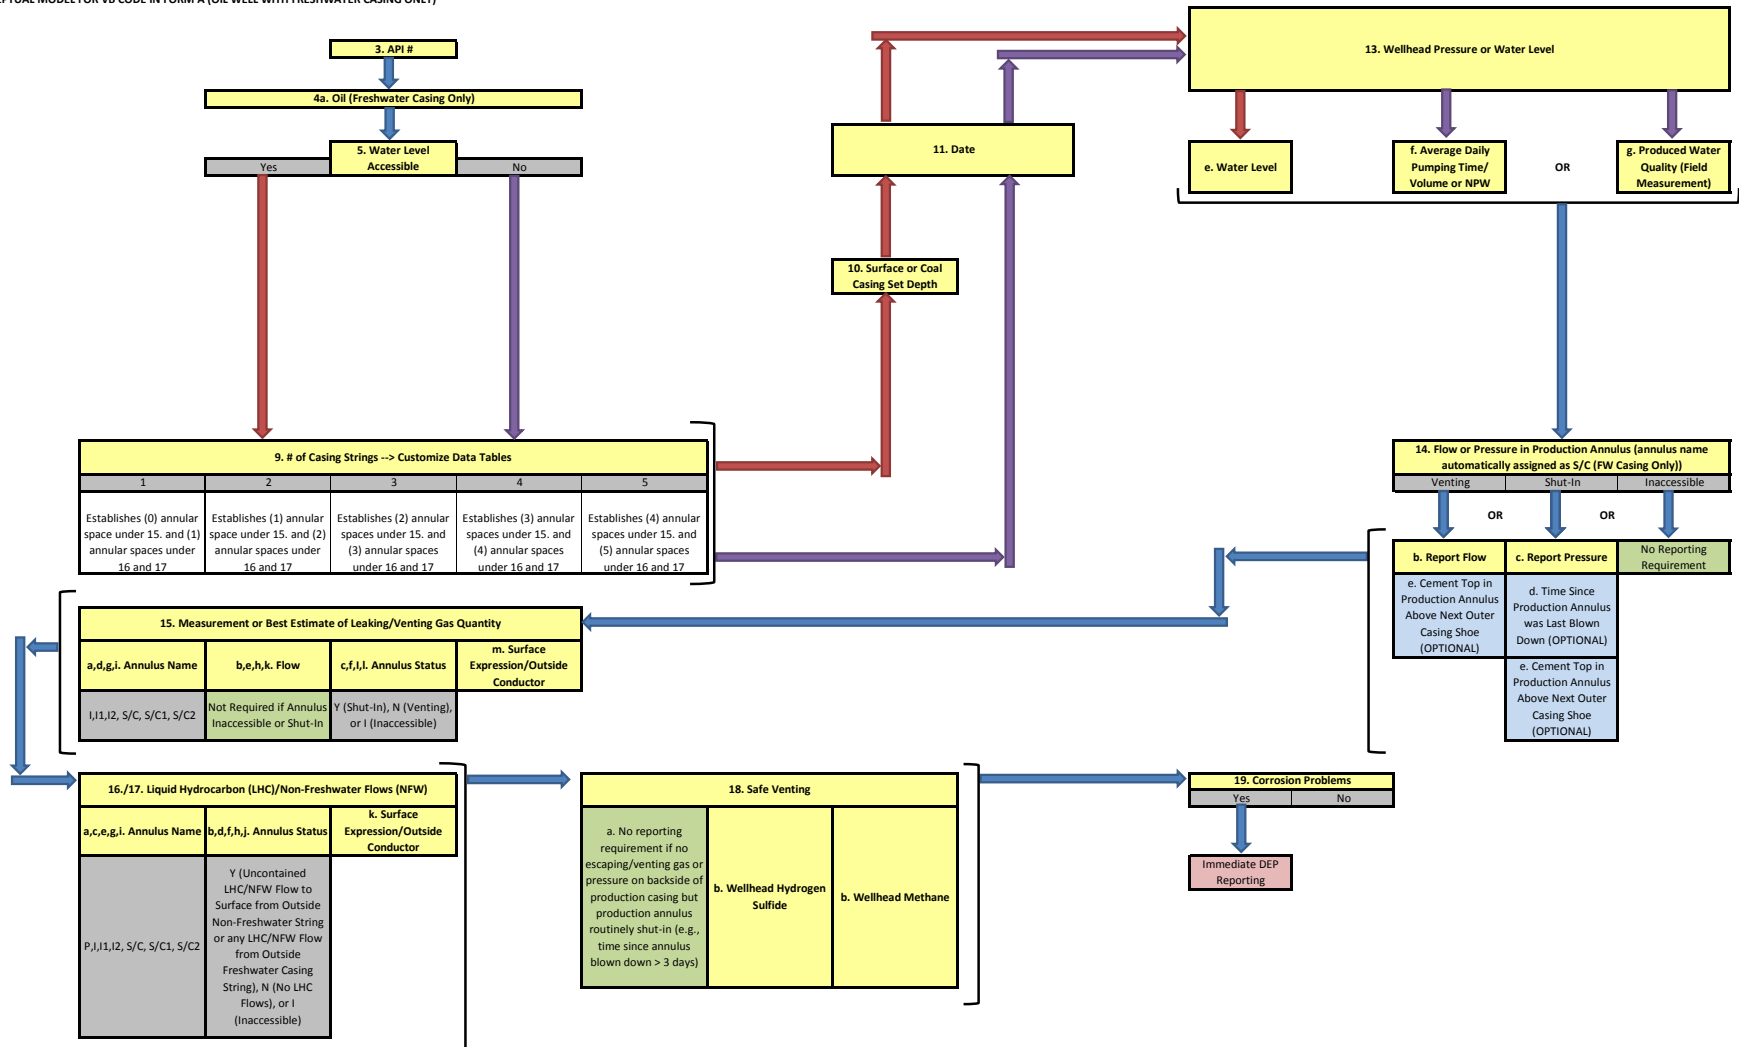 3. API #
4a. Oil (Freshwater Casing Only)
5. Water Level
Accessible
Yes
No
9. # of Casing Strings --> Customize Data Tables
1
2
3
4
5
Establishes (0) annular
space under 15. and (1)
annular spaces under
16 and 17
Establishes (1) annular
space under 15. and (2)
annular spaces under
16 and 17
Establishes (2) annular
spaces under 15. and
(3) annular spaces
under 16 and 17
Establishes (3) annular
spaces under 15. and
(4) annular spaces
under 16 and 17
Establishes (4) annular
spaces under 15. and
(5) annular spaces
under 16 and 17
10. Surface or Coal
Casing Set Depth
11. Date
13. Wellhead Pressure or Water Level
e. Water Level
f. Average Daily
Pumping Time/
Volume or NPW
OR
g. Produced Water
Quality (Field
Measurement)
14. Flow or Pressure in Production Annulus (annulus name
automatically assigned as S/C (FW Casing Only))
Venting
Shut-In
Inaccessible
OR
OR
b. Report Flow
c. Report Pressure
No Reporting
Requirement
e. Cement Top in
Production Annulus
Above Next Outer
Casing Shoe
(OPTIONAL)
d. Time Since
Production Annulus
was Last Blown
Down (OPTIONAL)
e. Cement Top in
Production Annulus
Above Next Outer
Casing Shoe
(OPTIONAL)
15. Measurement or Best Estimate of Leaking/Venting Gas Quantity
a,d,g,i. Annulus Name
b,e,h,k. Flow
c,f,I,l. Annulus Status
m. Surface
Expression/Outside
Conductor
I,I1,I2, S/C, S/C1, S/C2
Not Required if Annulus
Inaccessible or Shut-In
Y (Shut-In), N (Venting),
or I (Inaccessible)
16./17. Liquid Hydrocarbon (LHC)/Non-Freshwater Flows (NFW)
a,c,e,g,i. Annulus Name
b,d,f,h,j. Annulus Status
k. Surface
Expression/Outside
Conductor
P,I,I1,I2, S/C, S/C1, S/C2
Y (Uncontained
LHC/NFW Flow to
Surface from Outside
Non-Freshwater String
or any LHC/NFW Flow
from Outside
Freshwater Casing
String), N (No LHC
Flows), or I
(Inaccessible)
18. Safe Venting
a. No reporting
requirement if no
escaping/venting gas or
pressure on backside of
production casing but
production annulus
routinely shut-in (e.g.,
time since annulus
blown down > 3 days)
b. Wellhead Hydrogen
Sulfide
b. Wellhead Methane
19. Corrosion Problems
Yes
No
Immediate DEP
Reporting